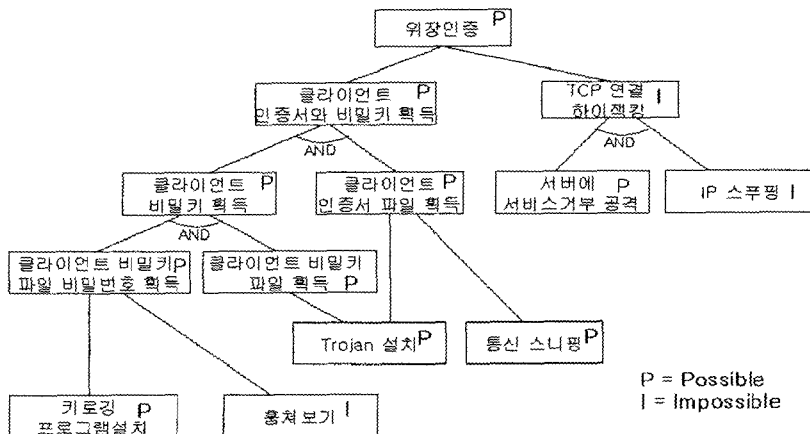 위장인증 P
클라이언트 P
인증서와 비밀키 획득
TCP 연결 I
하이잭킹
AND
AND
클라이언트 P
비밀키 획득
클라이언트 P
인증서 파일 획득
서버에 P
서비스거부 공격
IP 스푸핑 I
AND
클라이언트 비밀키 P
파일 비밀번호 획득
클라이언트 비밀키
파일 획득 P
Trojan 설치 P
통신 스니핑 P
키로깅 P
프로그램설치
훔쳐보기 I
P = Possible
I = Impossible